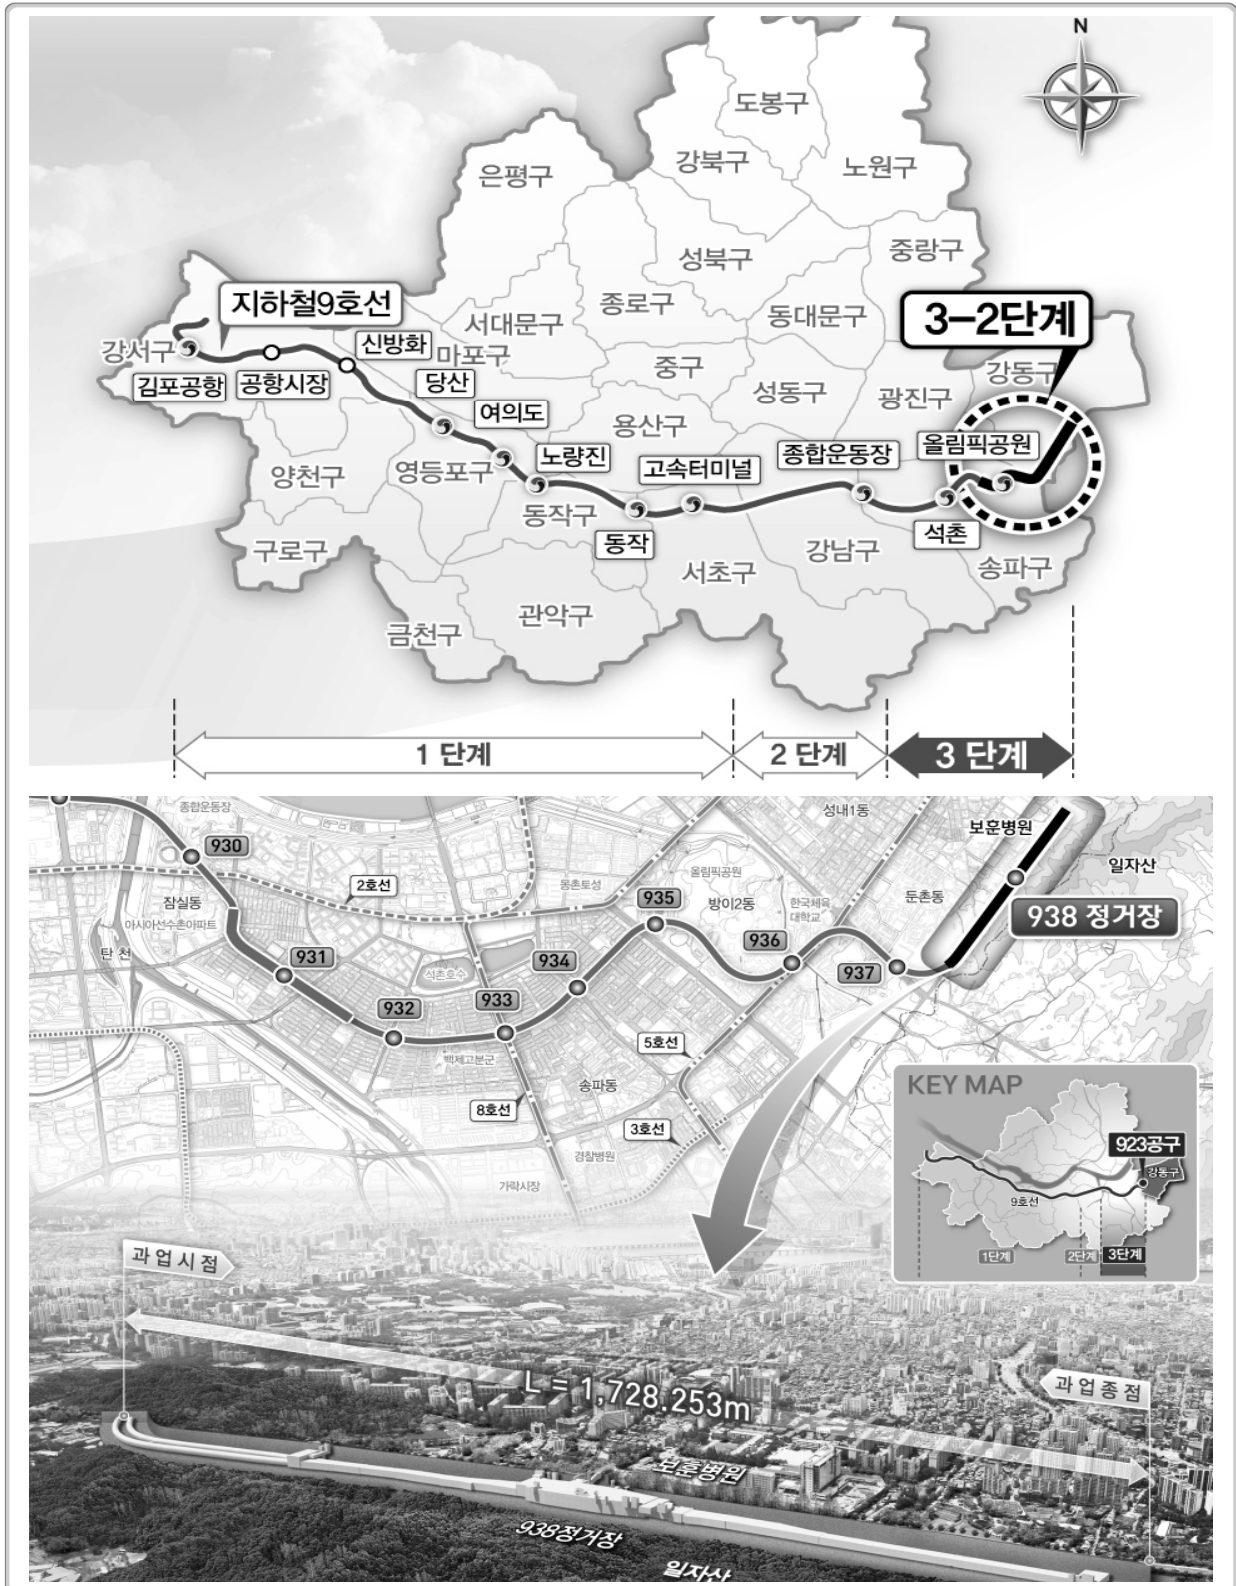 N
도봉구
강북구
노원구
은평구
중랑구
성북구
지하철9호선
종로구
동대문구
3-2단계
서대문구
강서구
신방화
마포구
중구
강동구
김포공항
공항시장
당산
성동구
광진구
여의도
용산구
올림픽공원
양천구
영등포구
노량진
고속터미널
종합운동장
동작구
구로구
동작
석촌
서초구
강남구
송파구
관악구
금천구
1 단계
2 단계
3 단계
종합운동장
성내1동
보훈병원
930
일자산
2호선
올림픽공원
몽촌토성
잠실동
935
방이2동
한국체육
대학교
둔촌동
938 정거장
아시아선수촌아파트
탄 천
931
934
936
937
석촌호수
932
933
백제고분군
5호선
송파동
KEY MAP
8호선
3호선
923공구
경찰병원
강동구
가락시장
9호선
과 업 시 점
1단계
2단계
3단계
L = 1,728.253m
과 업 종 점
보훈병원
938정거장
일자산